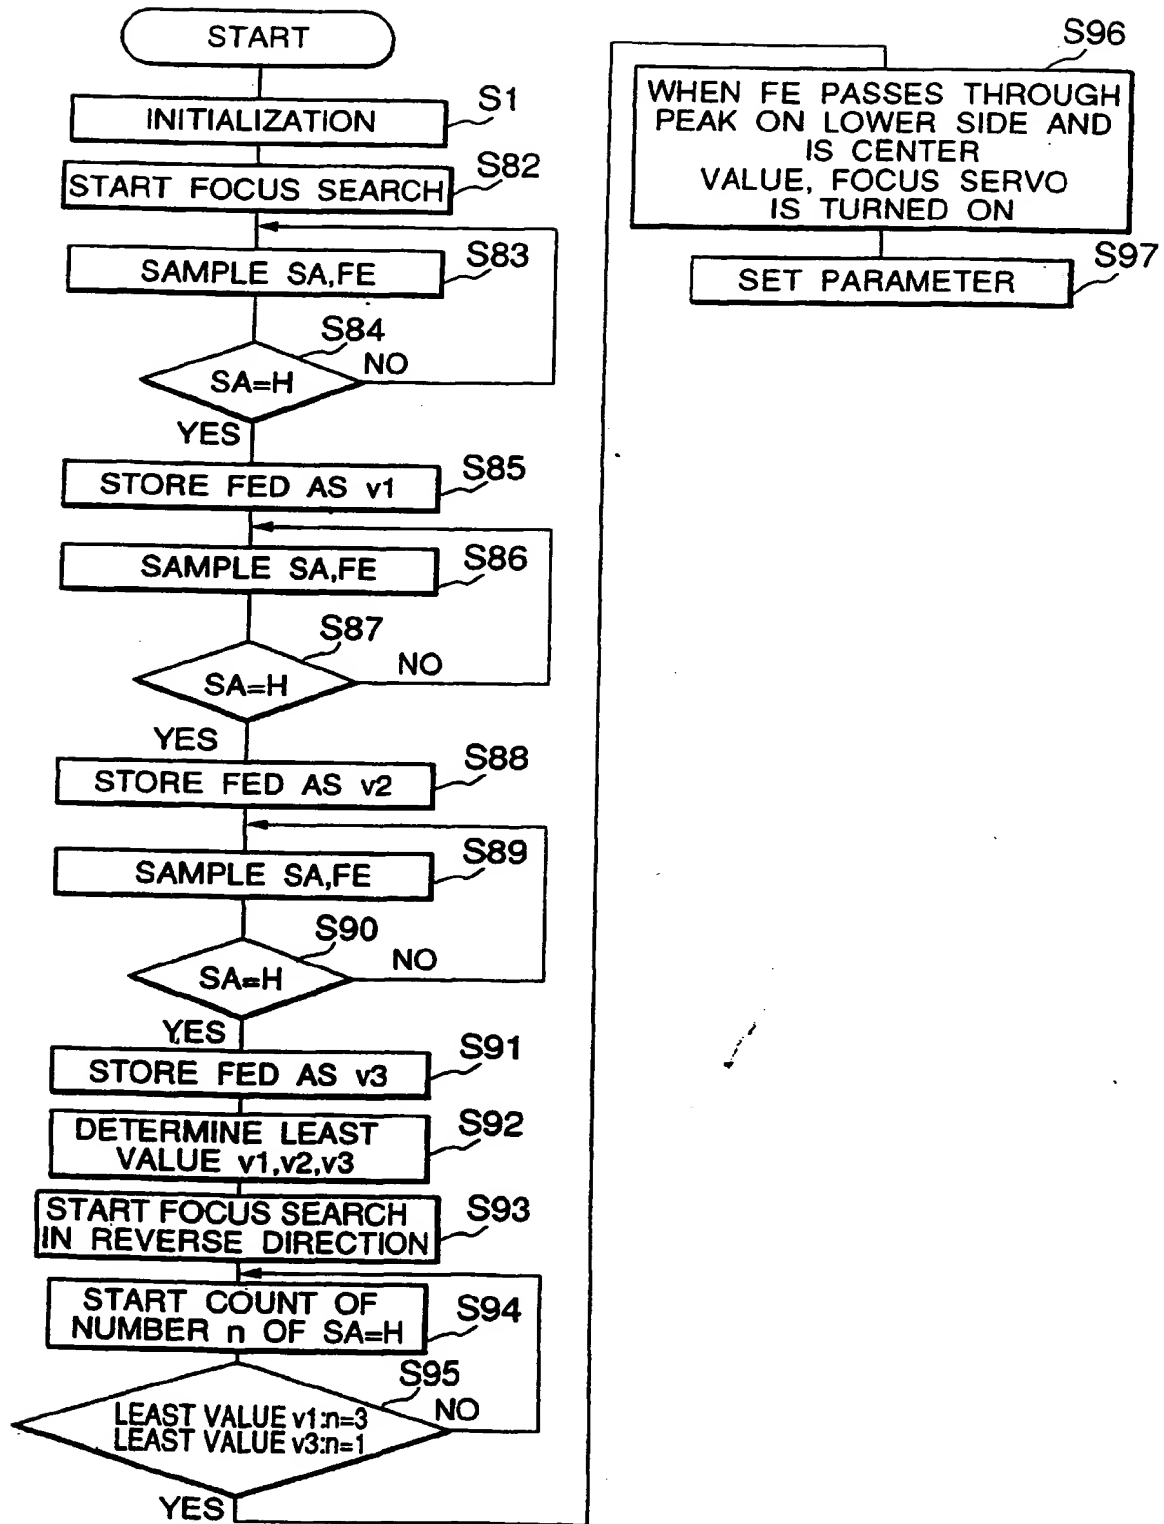 START
S1
INITIALIZATION
S82
START FOCUS SEARCH
S83
SAMPLE SA,FE
S84
SA=H
NO
YES
S85
STORE FED AS v1
S86
SAMPLE SA,FE
S87
SA=H
NO
YES
S88
STORE FED AS v2
S89
SAMPLE SA,FE
S90
SA=H
NO
YES
S91
STORE FED AS v3
S92
DETERMINE LEAST
VALUE v1,v2,v3
S93
START FOCUS SEARCH
IN REVERSE DIRECTION
S94
START COUNT OF
NUMBER n OF SA=H
S95
LEAST VALUE v1:n=3
LEAST VALUE v3:n=1
NO
YES
S96
WHEN FE PASSES THROUGH
PEAK ON LOWER SIDE AND
IS CENTER
VALUE, FOCUS SERVO
IS TURNED ON
S97
SET PARAMETER